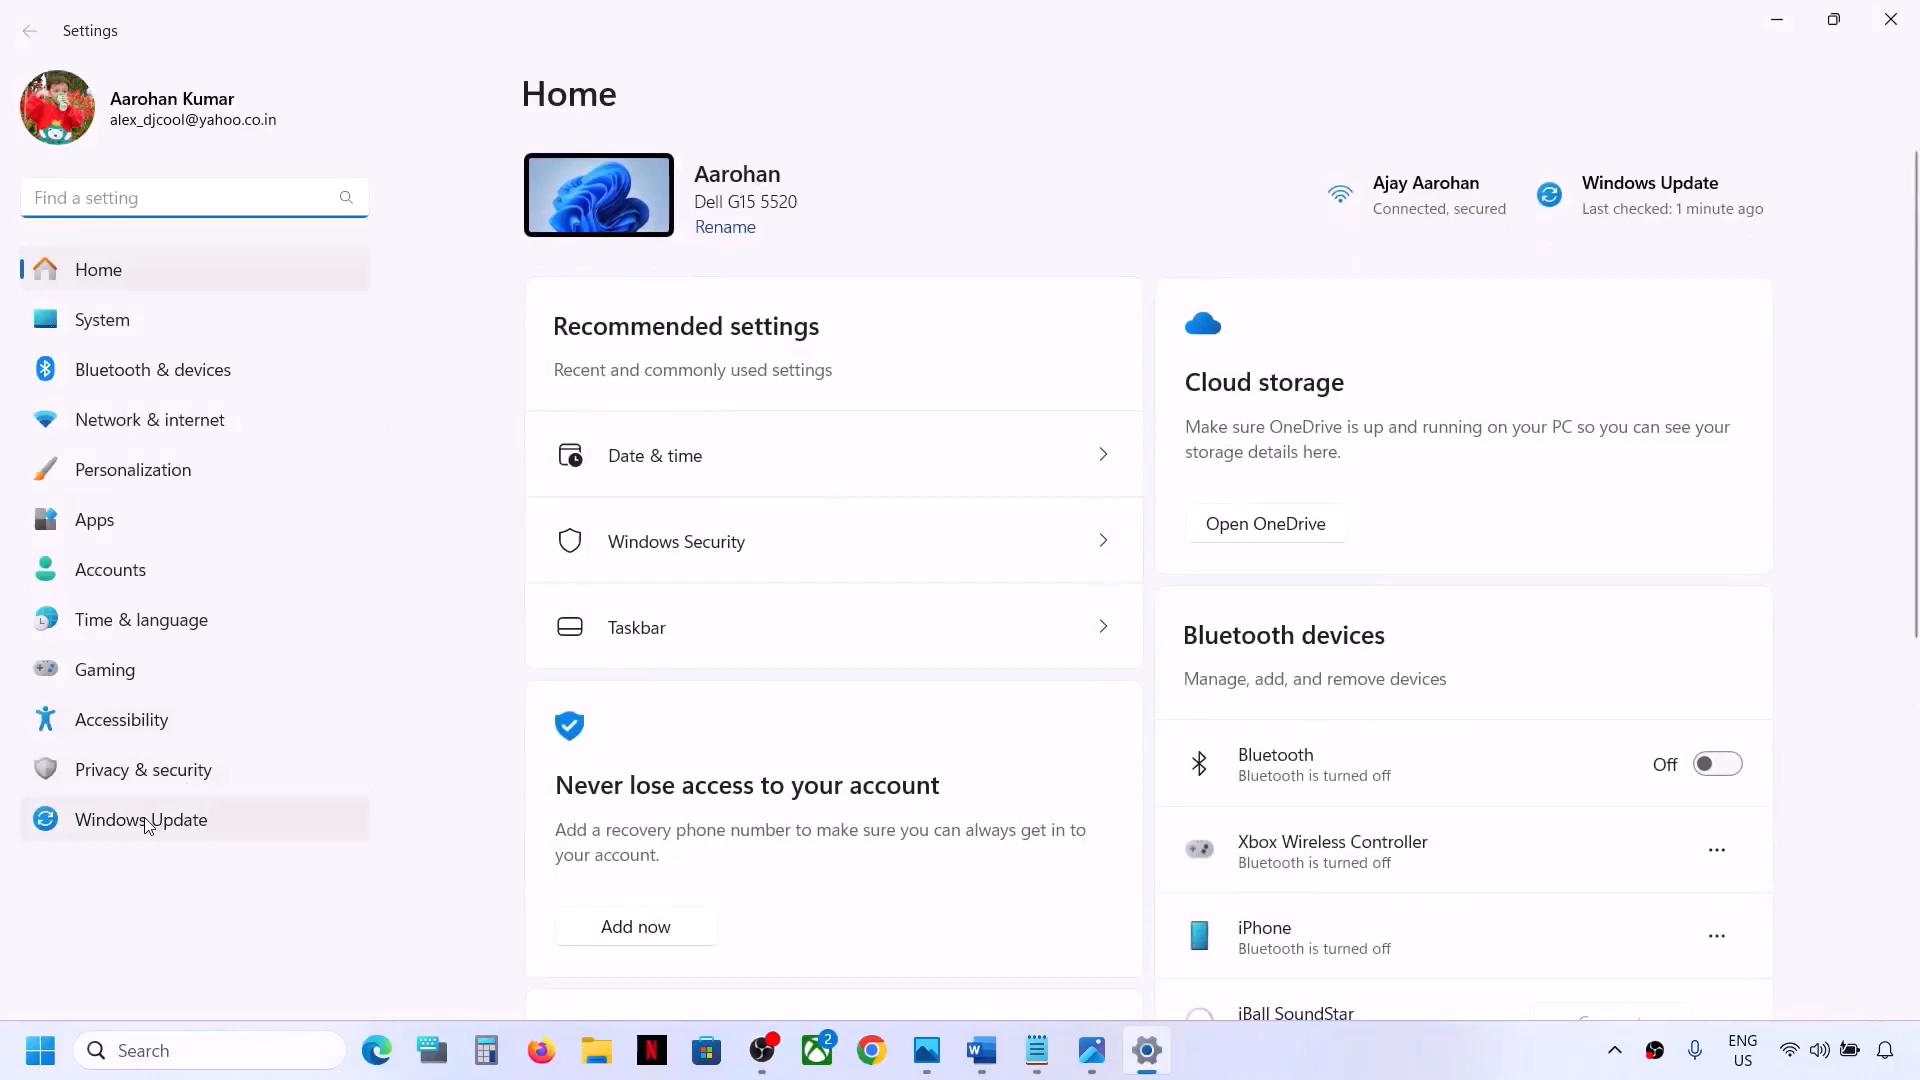 Settings
Aarohan Kumar
alex_djcool@yahoo.co.in
Find a setting
Home
System
Bluetooth & devices
Network & internet
Personalization
Apps
Accounts
Time & language
Gaming
Accessibility
Privacy & security
Windows Update
Home
Aarohan
Dell G15 5520
Rename
Ajay Aarohan
Connected, secured
Windows Update
Last checked: 1 minute ago
Recommended settings
Recent and commonly used settings
Date & time
Windows Security
Taskbar
Never lose access to your account
Add a recovery phone number to make sure you can always get in to
your account.
Add now
Cloud storage
Make sure OneDrive is up and running on your PC so you can see your
storage details here.
Open OneDrive
Bluetooth devices
Manage, add, and remove devices
Bluetooth
Bluetooth is turned off
Off
Xbox Wireless Controller
Bluetooth is turned off
iPhone
Bluetooth is turned off
iBall SoundStar
Search
2
ENG
US